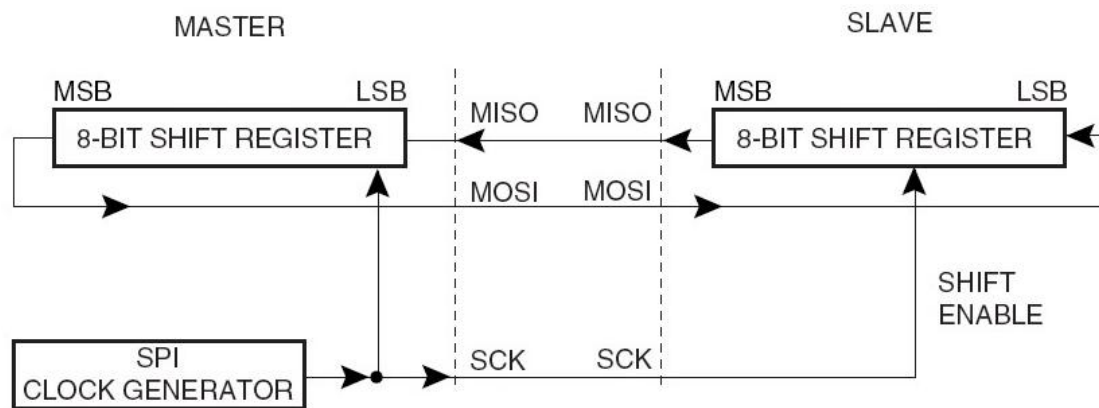 MASTER
SLAVE
MSB LSB
MISO MISO
MSB LSB
8-BIT SHIFT REGISTER
8-BIT SHIFT REGISTER
MOSI MOSI
SHIFT
ENABLE
SPI
CLOCK GENERATOR
SCK SCK